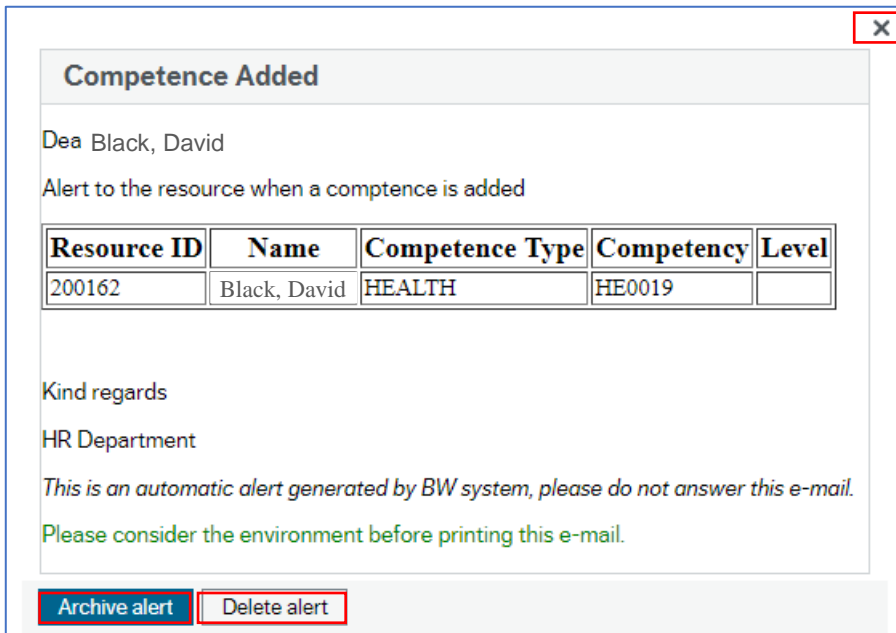 ×
Competence Added
Dea Black, David
Alert to the resource when a comptence is added
Resource ID Name Competence Type Competency Level
200162 Black, David HEALTH HE0019
Kind regards
HR Department
This is an automatic alert generated by BW system, please do not answer this e-mail.
Please consider the environment before printing this e-mail.
Archive alert Delete alert